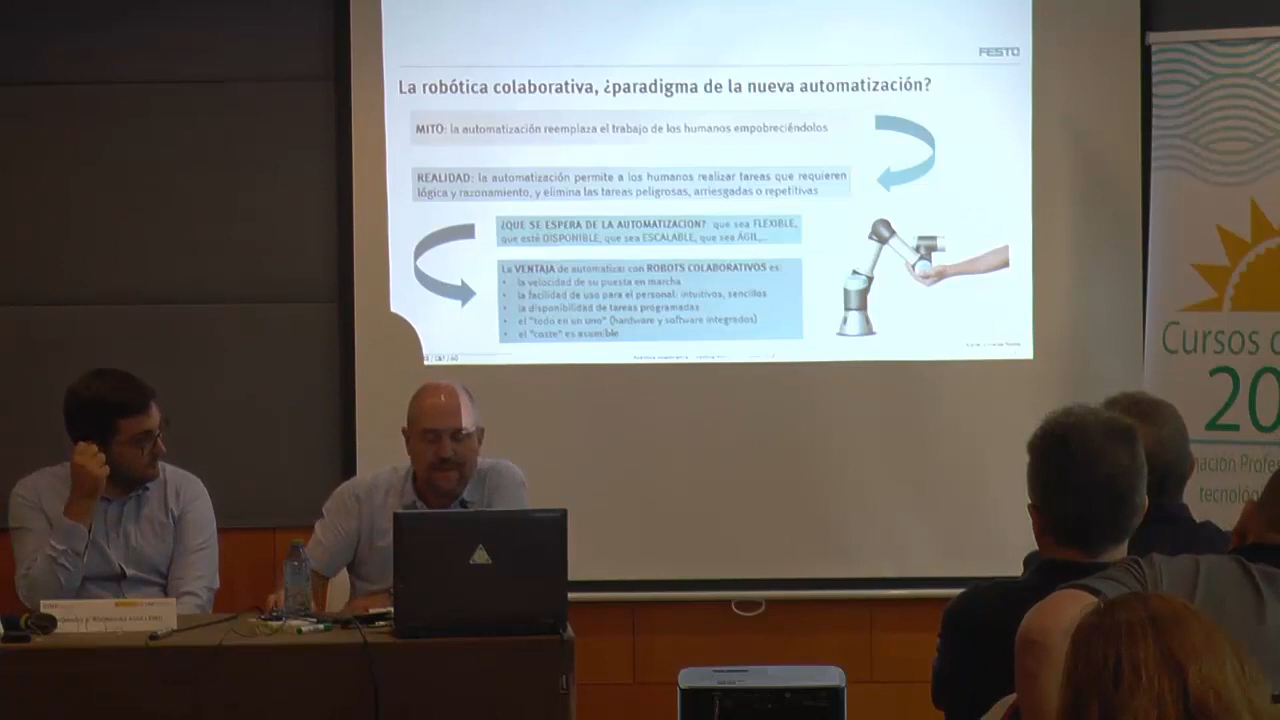 FESTO
La robótica colaborativa, ¿paradigma de la nueva automatización?
MITO: la automatización reemplaza el trabajo de los humanos empobreciéndolos
REALIDAD: la automatización permite a los humanos realizar tareas que requieren
lógica y razonamiento, y elimina las tareas peligrosas, arriesgadas o repetitivas
¿QUE SE ESPERA DE LA AUTOMATIZACION? que sea FLEXIBLE,
que esté DISPONIBLE, que sea ESCALABLE, que sea ÁGIL,...
La VENTAJA de automatizar con ROBOTS COLABORATIVOS es:
• la velocidad de su puesta en marcha
• la facilidad de uso para el personal: intuitivos, sencillos
• la disponibilidad de tareas programadas
• el "todo en uno" (hardware y software integrados)
• el "coste" es asumible
Cursos
20